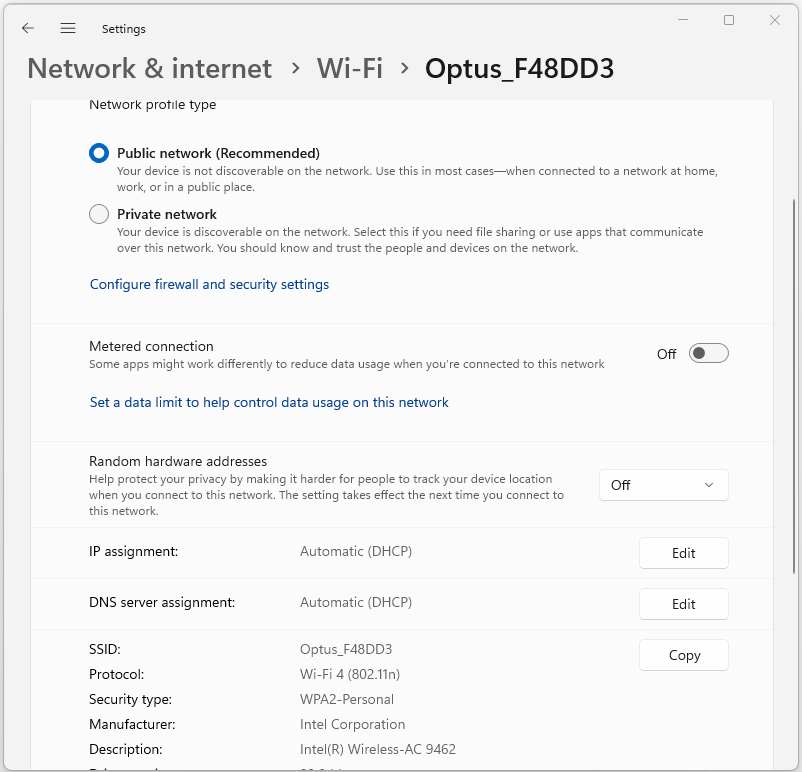 Settings
Network & internet > Wi-Fi > Optus_F48DD3
Network profile type
Public network (Recommended)
Your device is not discoverable on the network. Use this in most cases—when connected to a network at home,
work, or in a public place.
Private network
Your device is discoverable on the network. Select this if you need file sharing or use apps that communicate
over this network. You should know and trust the people and devices on the network.
Configure firewall and security settings
Metered connection
Some apps might work differently to reduce data usage when you're connected to this network
Off
Set a data limit to help control data usage on this network
Random hardware addresses
Help protect your privacy by making it harder for people to track your device location
when you connect to this network. The setting takes effect the next time you connect to
this network.
Off
IP assignment: Automatic (DHCP) Edit
DNS server assignment: Automatic (DHCP) Edit
SSID: Optus_F48DD3 Copy
Protocol: Wi-Fi 4 (802.11n)
Security type: WPA2-Personal
Manufacturer: Intel Corporation
Description: Intel(R) Wireless-AC 9462